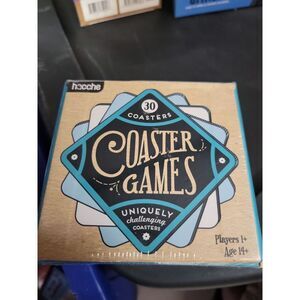 hooche
30
COASTERS
COASTER
GAMES
UNIQUELY
challenging
COASTERS
Players 1+
Age 14+